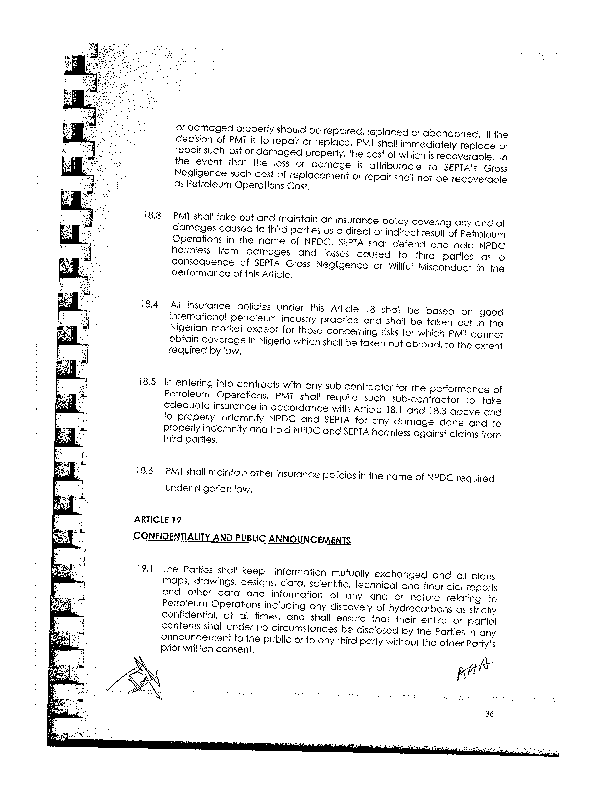 or damaged property should be repaired, replaced or abandoned. If the
decision of PMT is to repair or replace, PMT shall immediately replace or
repair such lost or damaged property, the cost of which is recoverable. In
the event that the loss or damage is attributable to SEPTA's Gross
Negligence such cost of replacement or repair shall not be recoverable
as Petroleum Operations Cost.
18.3 PMT shall take out and maintain an insurance policy covering any and all
damages caused to third parties as a direct or indirect result of Petroleum
Operations in the name of NPDC. SEPTA shall defend and hold NPDC
harmless from damages and losses caused to third parties as a
consequence of SEPTA Gross Negligence or Willful Misconduct in the
performance of this Article.
18.4 All insurance policies under this Article 18 shall be based on good
international petroleum industry practice and shall be taken out in the
Nigerian market except for those concerning risks for which PMT cannot
obtain coverage in Nigeria which shall be taken out abroad, to the extent
required by law.
18.5 In entering into contracts with any sub-contractor for the performance of
Petroleum Operations, PMT shall require such sub-contractor to take
adequate insurance in accordance with Article 18.1 and 18.3 above and
to properly indemnify NPDC and SEPTA for any damage done and to
properly indemnify and hold NPDC and SEPTA harmless against claims from
third parties.
18.6 PMT shall maintain other insurance policies in the name of NPDC required
under Nigerian law.
ARTICLE 19
CONFIDENTIALITY AND PUBLIC ANNOUNCEMENTS
19.1 The Parties shall keep information mutually exchanged and all plans,
maps, drawings, designs, data, scientific, technical and financial reports
and other data and information of any kind or nature relating to
Petroleum Operations including any discovery of hydrocarbons as strictly
confidential, at all times, and shall ensure that their entire or partial
contents shall under no circumstances be disclosed by the Parties in any
announcement to the public or to any third party without the other Party's
prior written consent.
AAA
36